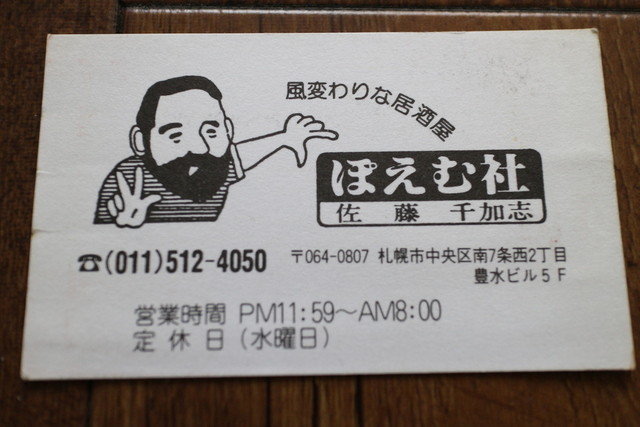 風変わりな居酒屋
ぽえむ社
佐藤 千加志
☎(011)512-4050
〒064-0807 札幌市中央区南7条西2丁目
豊水ビル5F
営業時間 PM11:59～AM8:00
定休日(水曜日)